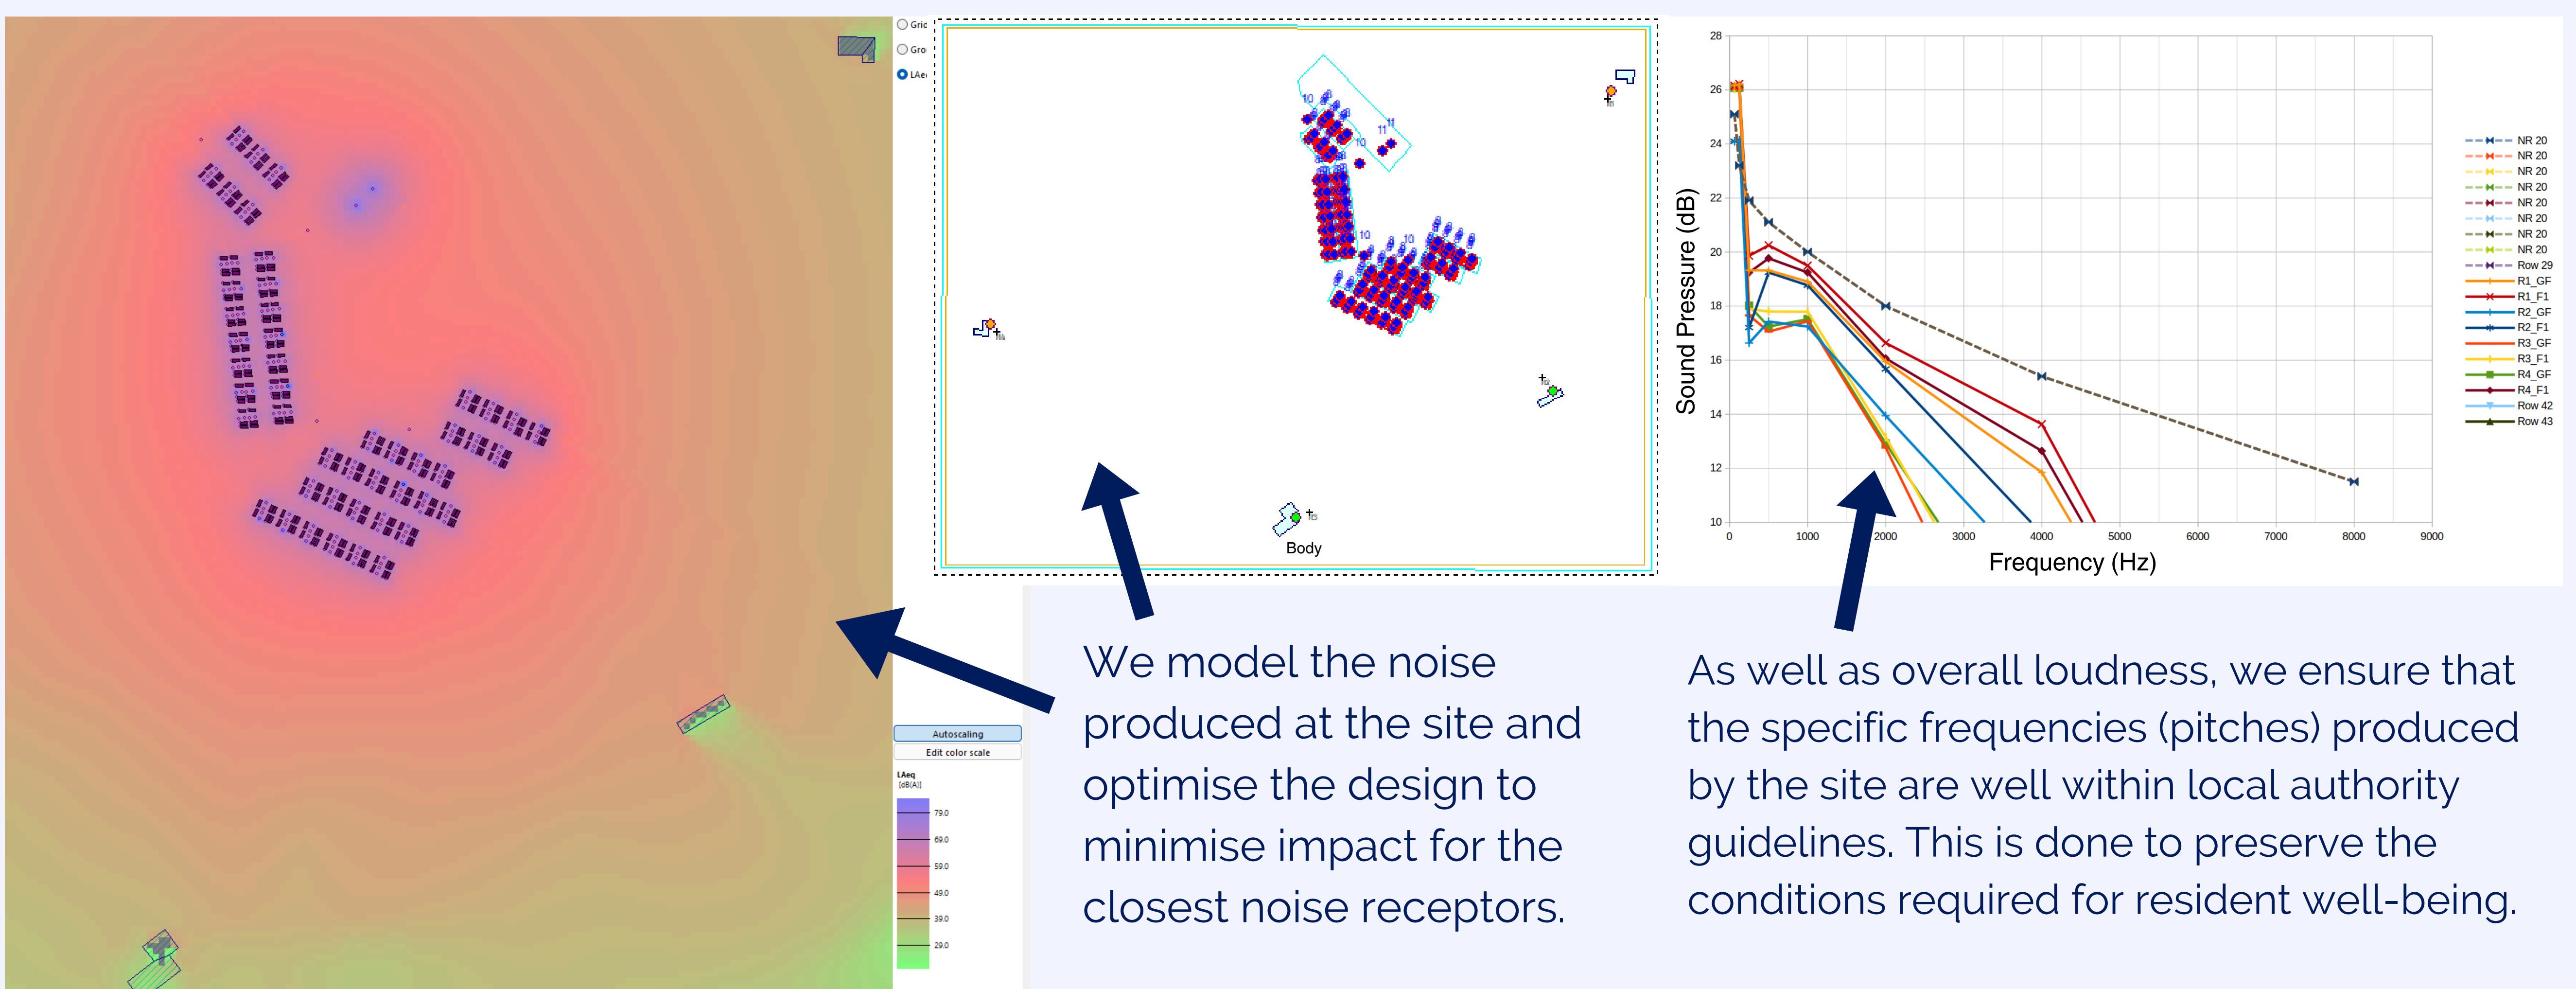 Grid
Gro
LAe
Autoscaling
Edit color scale
LAeq
[dB(A)]
79.0
69.0
59.0
49.0
39.0
29.0
10
11
11
10
10
10
Body
Sound Pressure (dB)
28
26
24
22
20
18
16
14
12
10
0 1000 2000 3000 4000 5000 6000 7000 8000 9000
Frequency (Hz)
NR 20
NR 20
NR 20
NR 20
NR 20
NR 20
NR 20
NR 20
Row 29
R1_GF
R1_F1
R2_GF
R2_F1
R3_GF
R3_F1
R4_GF
R4_F1
Row 42
Row 43
We model the noise
produced at the site and
optimise the design to
minimise impact for the
closest noise receptors.
As well as overall loudness, we ensure that
the specific frequencies (pitches) produced
by the site are well within local authority
guidelines. This is done to preserve the
conditions required for resident well-being.